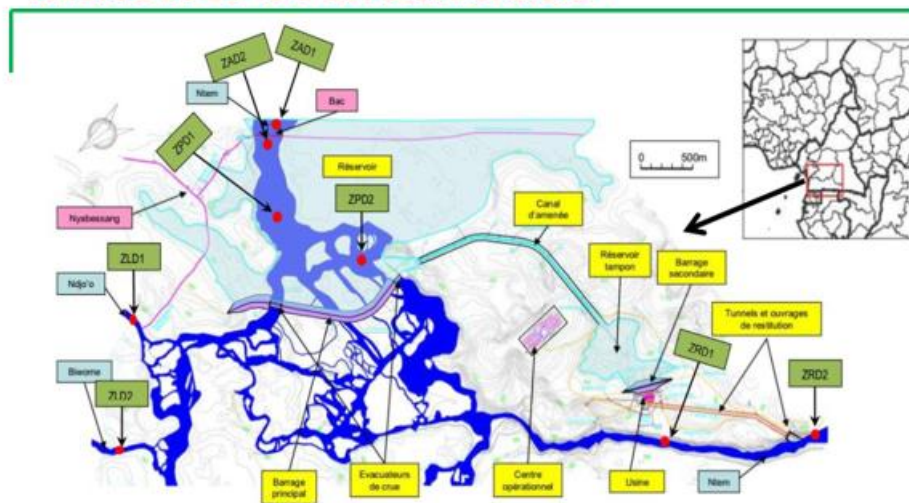 ZAD2
ZAD1
Ntem
Bac
ZPD1
Réservoir
0 500m
ZPD2
Canal
d'amenée
Nyabessang
Réservoir
tampon
Barrage
secondaire
ZLD1
Ndjo'o
Tunnels et ouvrages
de restitution
ZRD1
ZRD2
Biwome
ZLD2
Barrage
principal
Evacuateurs
de crue
Centre
opérationnel
Usine
Ntem